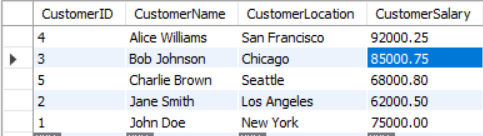 CustomerID CustomerName CustomerLocation CustomerSalary
4 Alice Williams San Francisco 92000.25
3 Bob Johnson Chicago 85000.75
5 Charlie Brown Seattle 68000.80
2 Jane Smith Los Angeles 62000.50
1 John Doe New York 75000.00